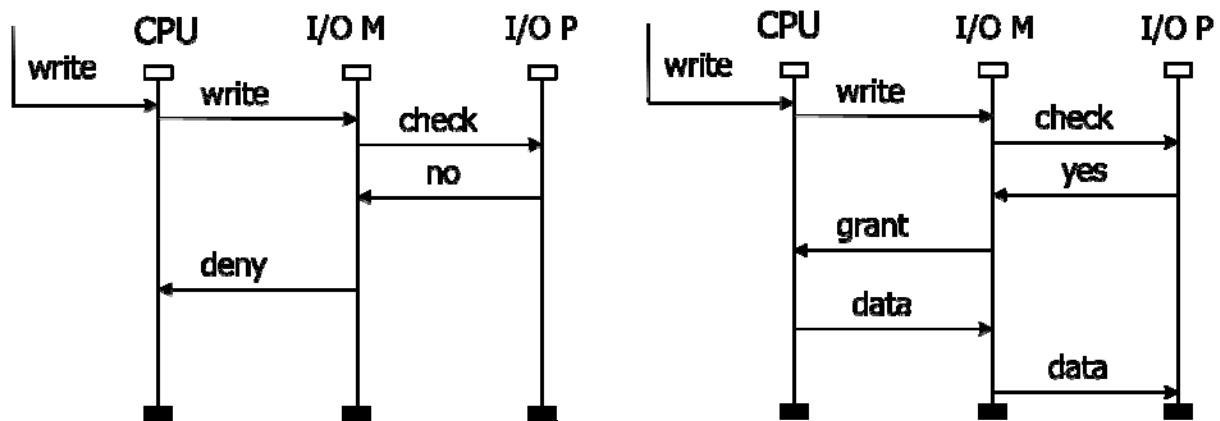 CPU I/O M I/O P
write
write
check
no
deny
CPU I/O M I/O P
write
write
check
yes
grant
data
data